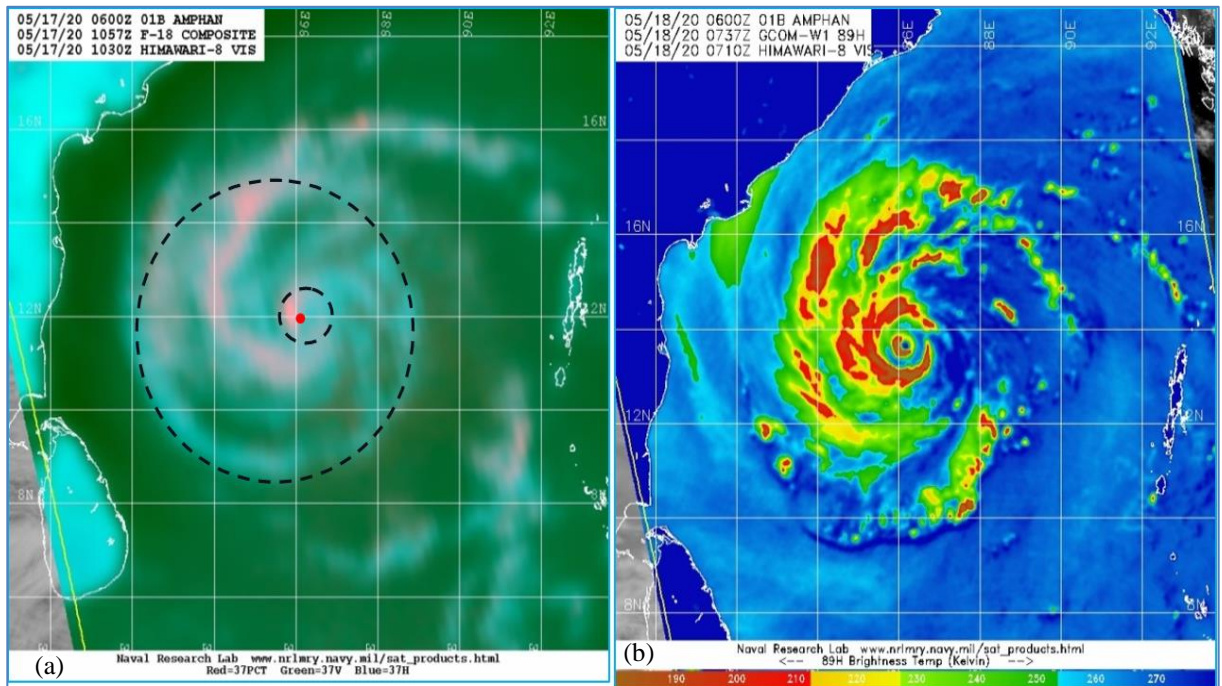 05/17/20 0600Z 01B AMPHAN
05/17/20 1057Z F-18 COMPOSITE
05/17/20 1030Z HIMAWARI-8 VIS
86E
88E
90E
92E
16N
16N
12N
12N
8N
8N
(a)
Naval Research Lab www.nrlmry.navy.mil/sat_products.html
Red=37PCT Green=37V Blue=37H
05/18/20 0600Z 01B AMPHAN
05/18/20 0737Z GCOM-W1 89H
05/18/20 0710Z HIMAWARI-8 VIS
86E
88E
90E
92E
16N
16N
12N
12N
8N
8N
(b)
Naval Research Lab www.nrlmry.navy.mil/sat_products.html
<-- 89H Brightness Temp (Kelvin) -->
190 200 210 220 230 240 250 260 270